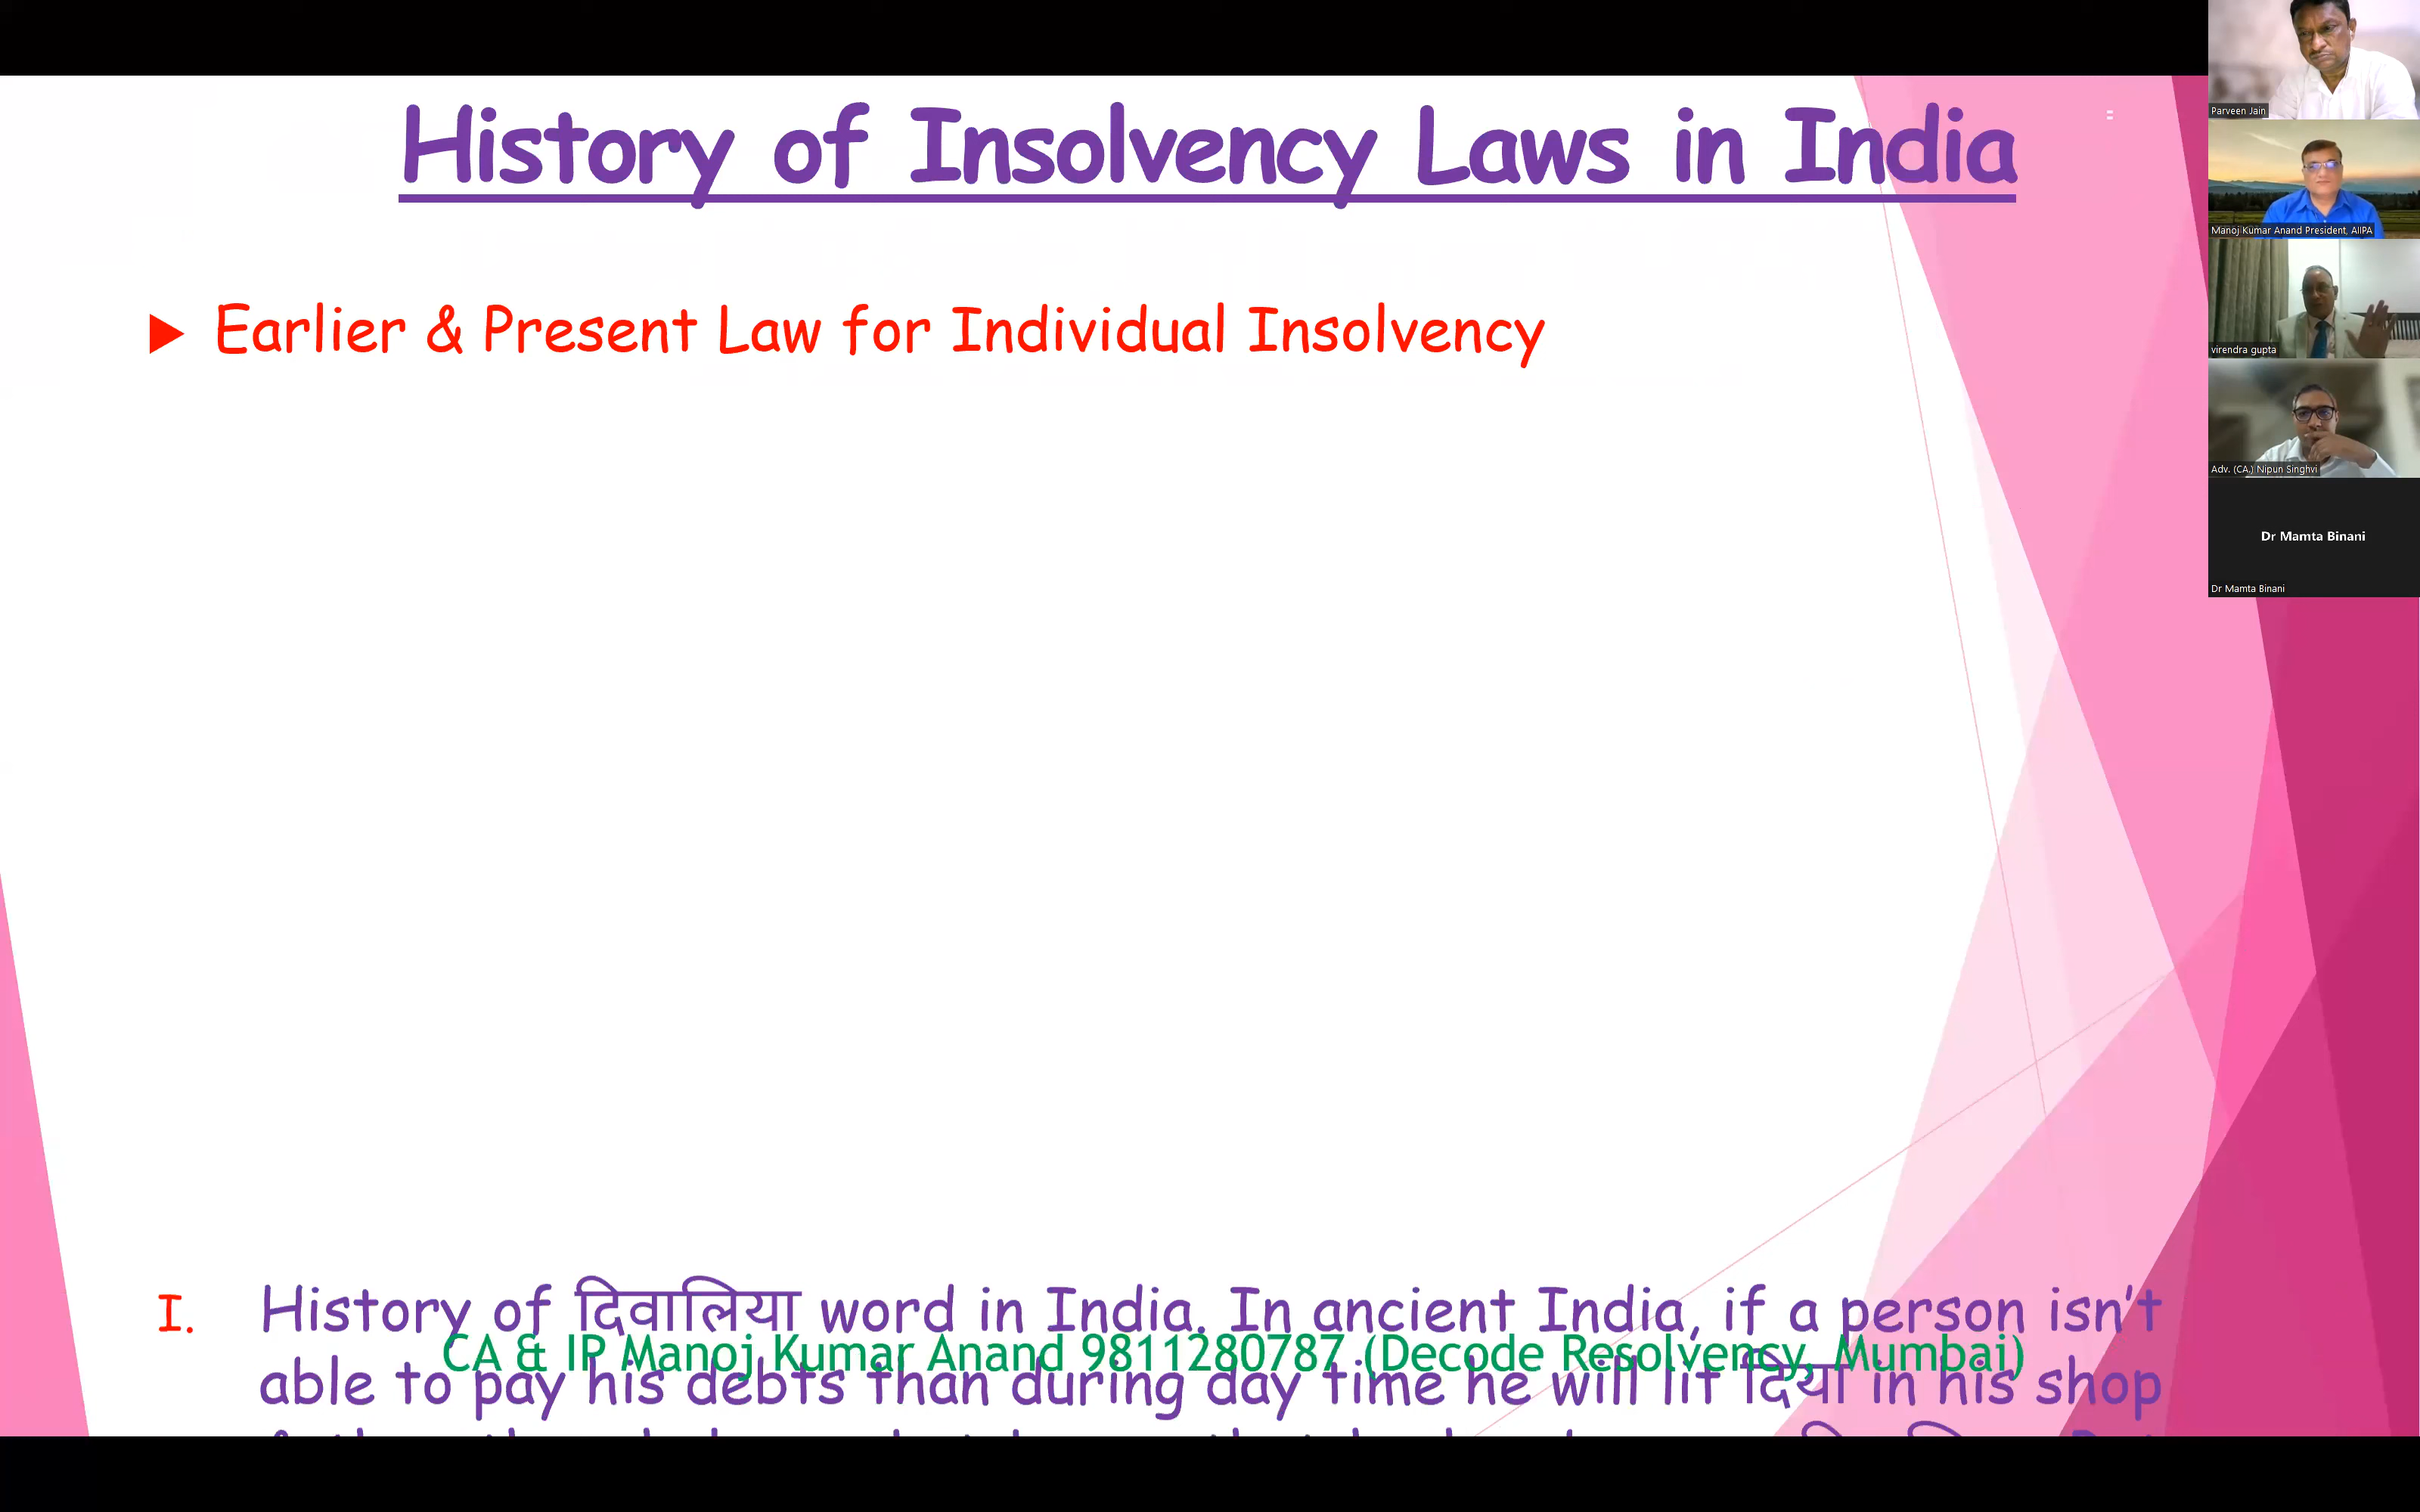 History of Insolvency Laws in India
Earlier & Present Law for Individual Insolvency
I. History of दिवालिया word in India. In ancient India, if a person isn't
able to pay his debts than during day time he will lit दिया in his shop
CA & IP Manoj Kumar Anand 9811280787 (Decode Resolvency, Mumbai)
Parveen Jain
Manoj Kumar Anand President, AIIPA
virendra gupta
Adv. (CA.) Nipun Singhvi
Dr Mamta Binani
Dr Mamta Binani